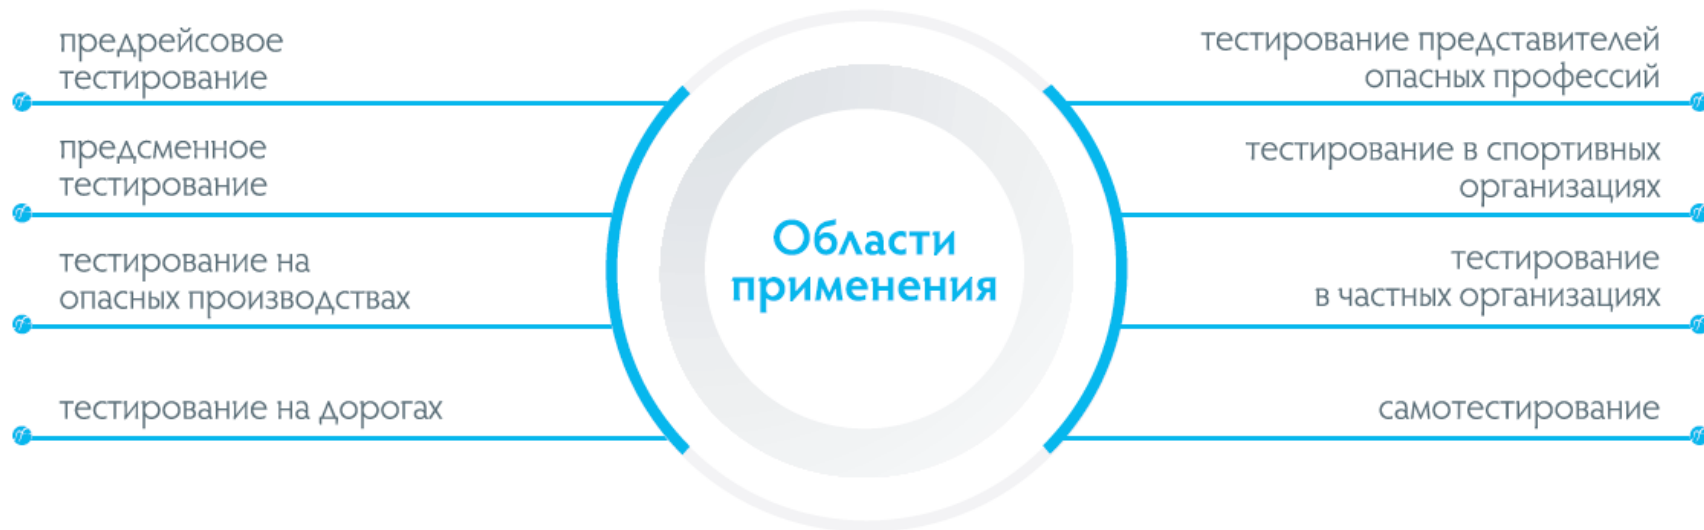 предрейсовое
тестирование
предсменное
тестирование
тестирование на
опасных производствах
тестирование на дорогах
Области
применения
тестирование представителей
опасных профессий
тестирование в спортивных
организациях
тестирование
в частных организациях
самотестирование